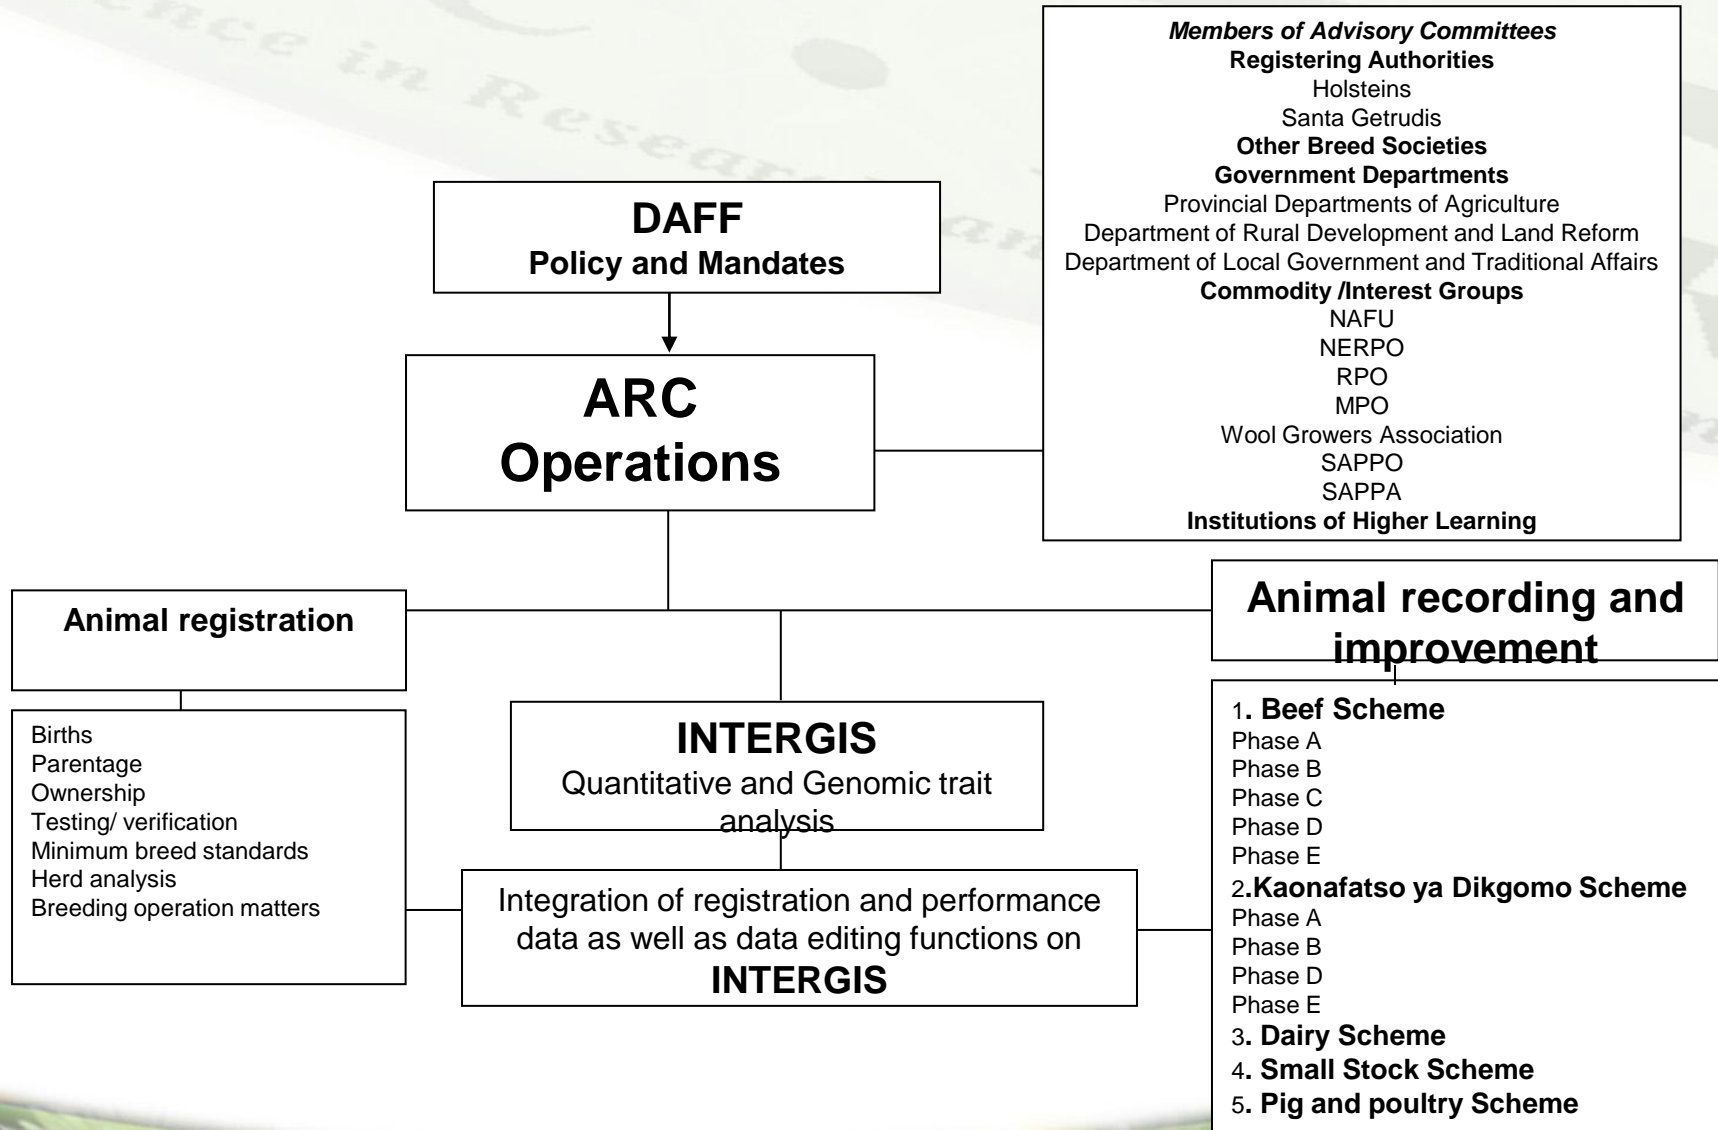 ence in Research an
Members of Advisory Committees
Registering Authorities
Holsteins
Santa Getrudis
Other Breed Societies
Government Departments
Provincial Departments of Agriculture
Department of Rural Development and Land Reform
Department of Local Government and Traditional Affairs
Commodity /Interest Groups
NAFU
NERPO
RPO
MPO
Wool Growers Association
SAPPO
SAPPA
Institutions of Higher Learning
DAFF
Policy and Mandates
ARC
Operations
Animal registration
Births
Parentage
Ownership
Testing/ verification
Minimum breed standards
Herd analysis
Breeding operation matters
INTERGIS
Quantitative and Genomic trait
analysis
Integration of registration and performance
data as well as data editing functions on
INTERGIS
Animal recording and
improvement
1. Beef Scheme
Phase A
Phase B
Phase C
Phase D
Phase E
2.Kaonafatso ya Dikgomo Scheme
Phase A
Phase B
Phase D
Phase E
3. Dairy Scheme
4. Small Stock Scheme
5. Pig and poultry Scheme